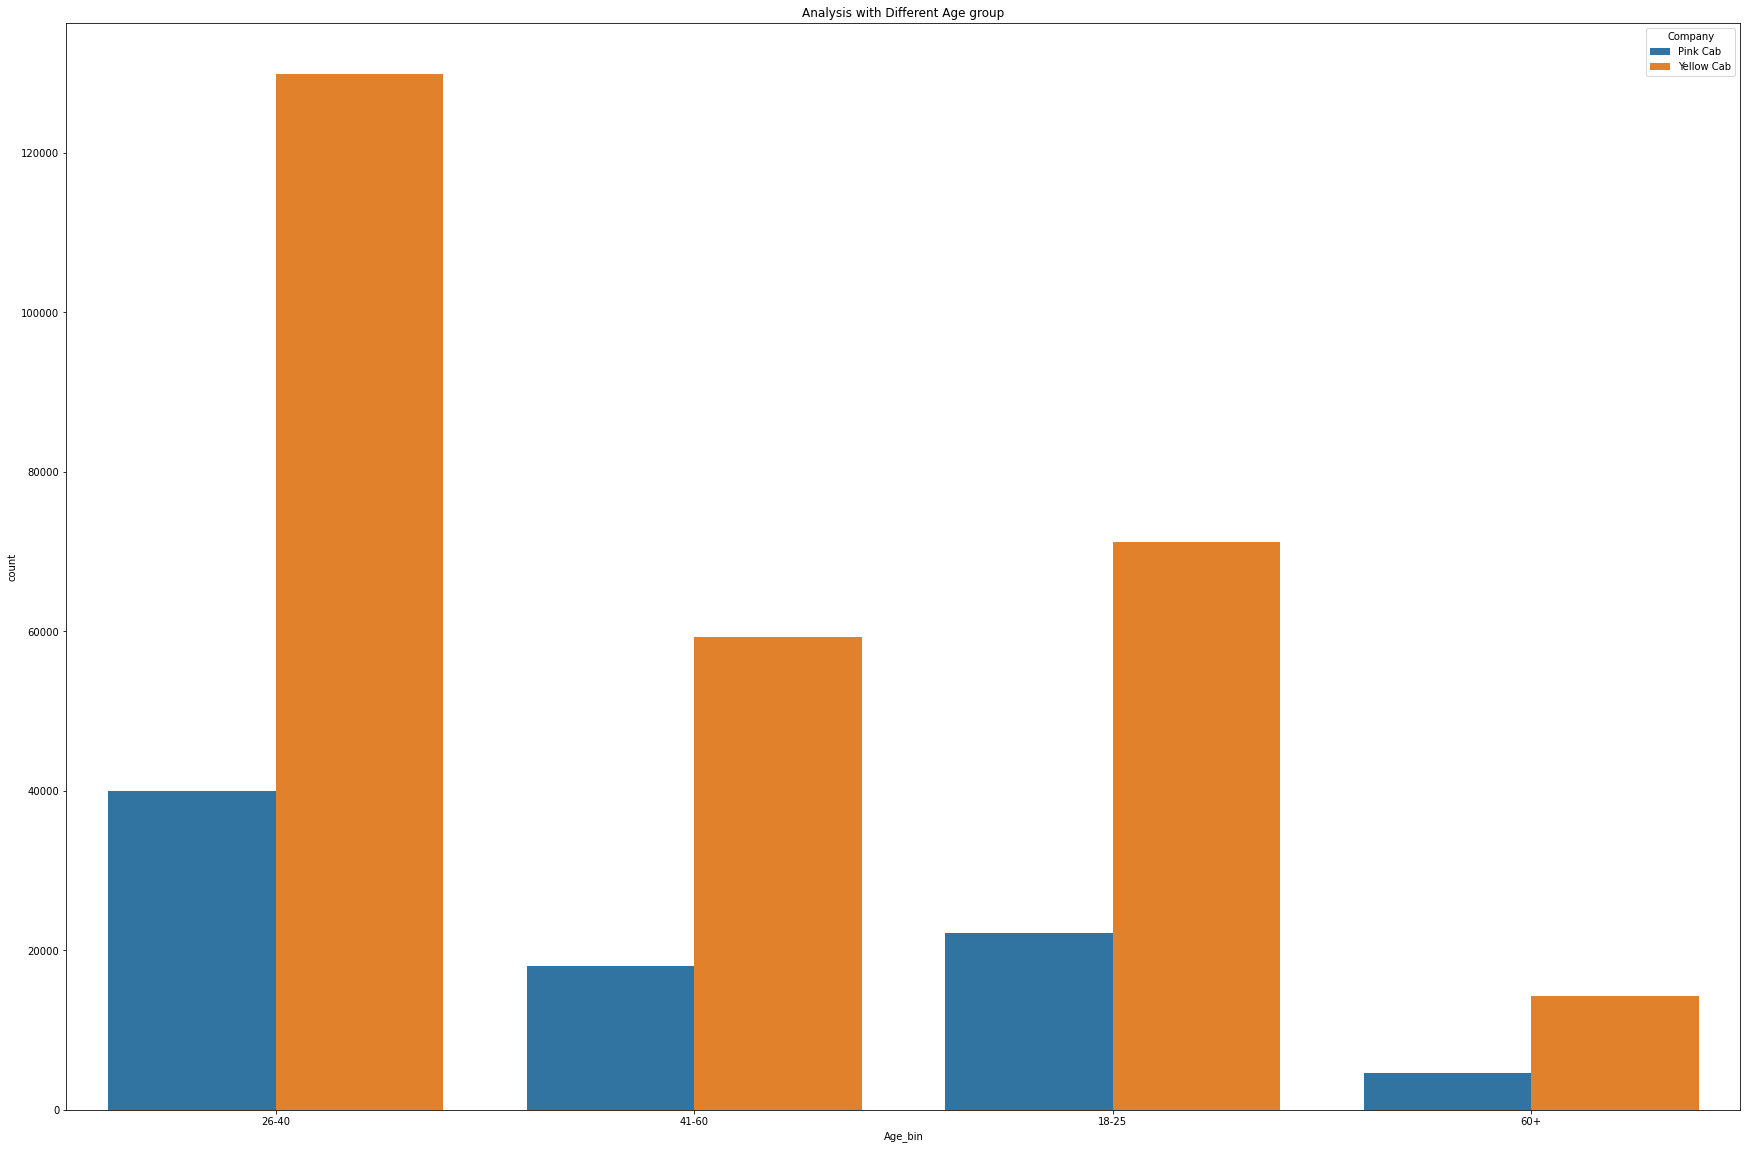 Analysis with Different Age group
Company
Pink Cab
Yellow Cab
120000
100000
80000
60000
40000
20000
0
count
26-40
41-60
18-25
60+
Age_bin